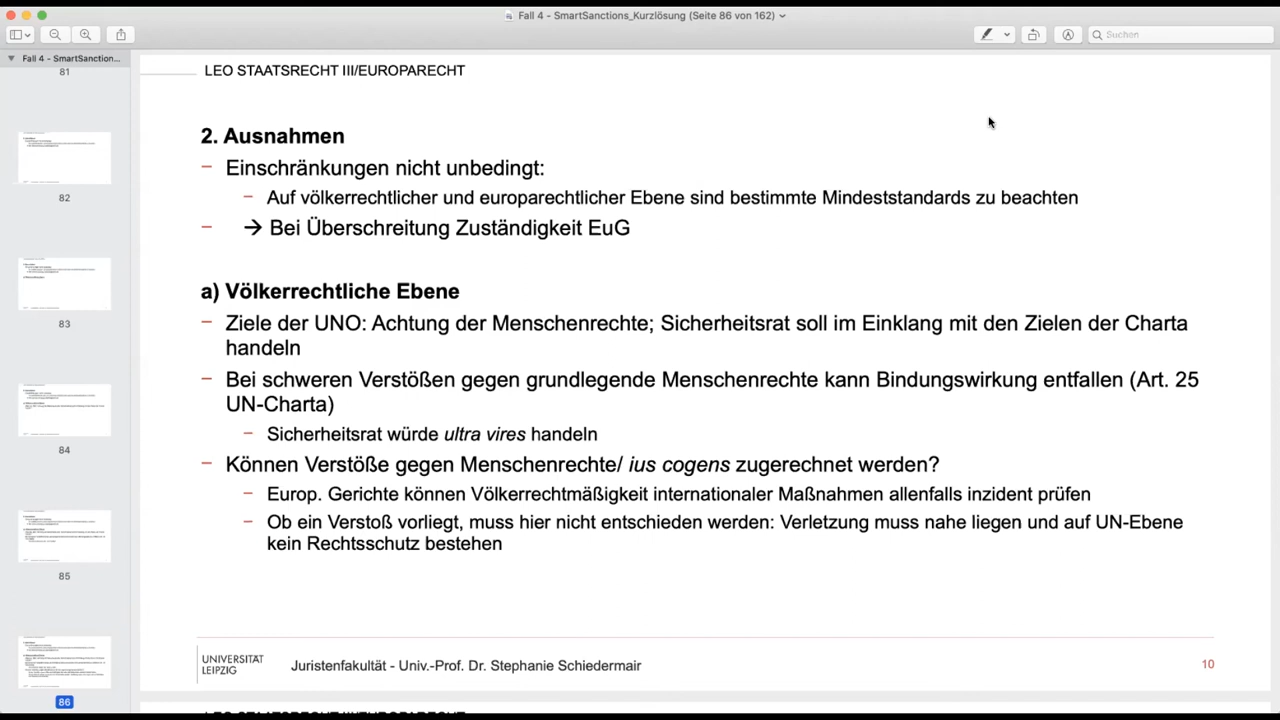 Fall 4 - SmartSanctions_Kurzlösung (Seite 86 von 162)
Suchen
Fall 4 - SmartSanction...
81
82
83
84
85
86
LEO STAATSRECHT III/EUROPARECHT
2. Ausnahmen
– Einschränkungen nicht unbedingt:
– Auf völkerrechtlicher und europarechtlicher Ebene sind bestimmte Mindeststandards zu beachten
– → Bei Überschreitung Zuständigkeit EuG
a) Völkerrechtliche Ebene
– Ziele der UNO: Achtung der Menschenrechte; Sicherheitsrat soll im Einklang mit den Zielen der Charta
handeln
– Bei schweren Verstößen gegen grundlegende Menschenrechte kann Bindungswirkung entfallen (Art. 25
UN-Charta)
– Sicherheitsrat würde ultra vires handeln
– Können Verstöße gegen Menschenrechte/ ius cogens zugerechnet werden?
– Europ. Gerichte können Völkerrechtmäßigkeit internationaler Maßnahmen allenfalls inzident prüfen
– Ob ein Verstoß vorliegt, muss hier nicht entschieden werden: Verletzung muss nahe liegen und auf UN-Ebene
kein Rechtsschutz bestehen
UNIVERSITÄT
LEIPZIG
Juristenfakultät - Univ.-Prof. Dr. Stephanie Schiedermair
10
LEO STAATSRECHT III/EUROPARECHT